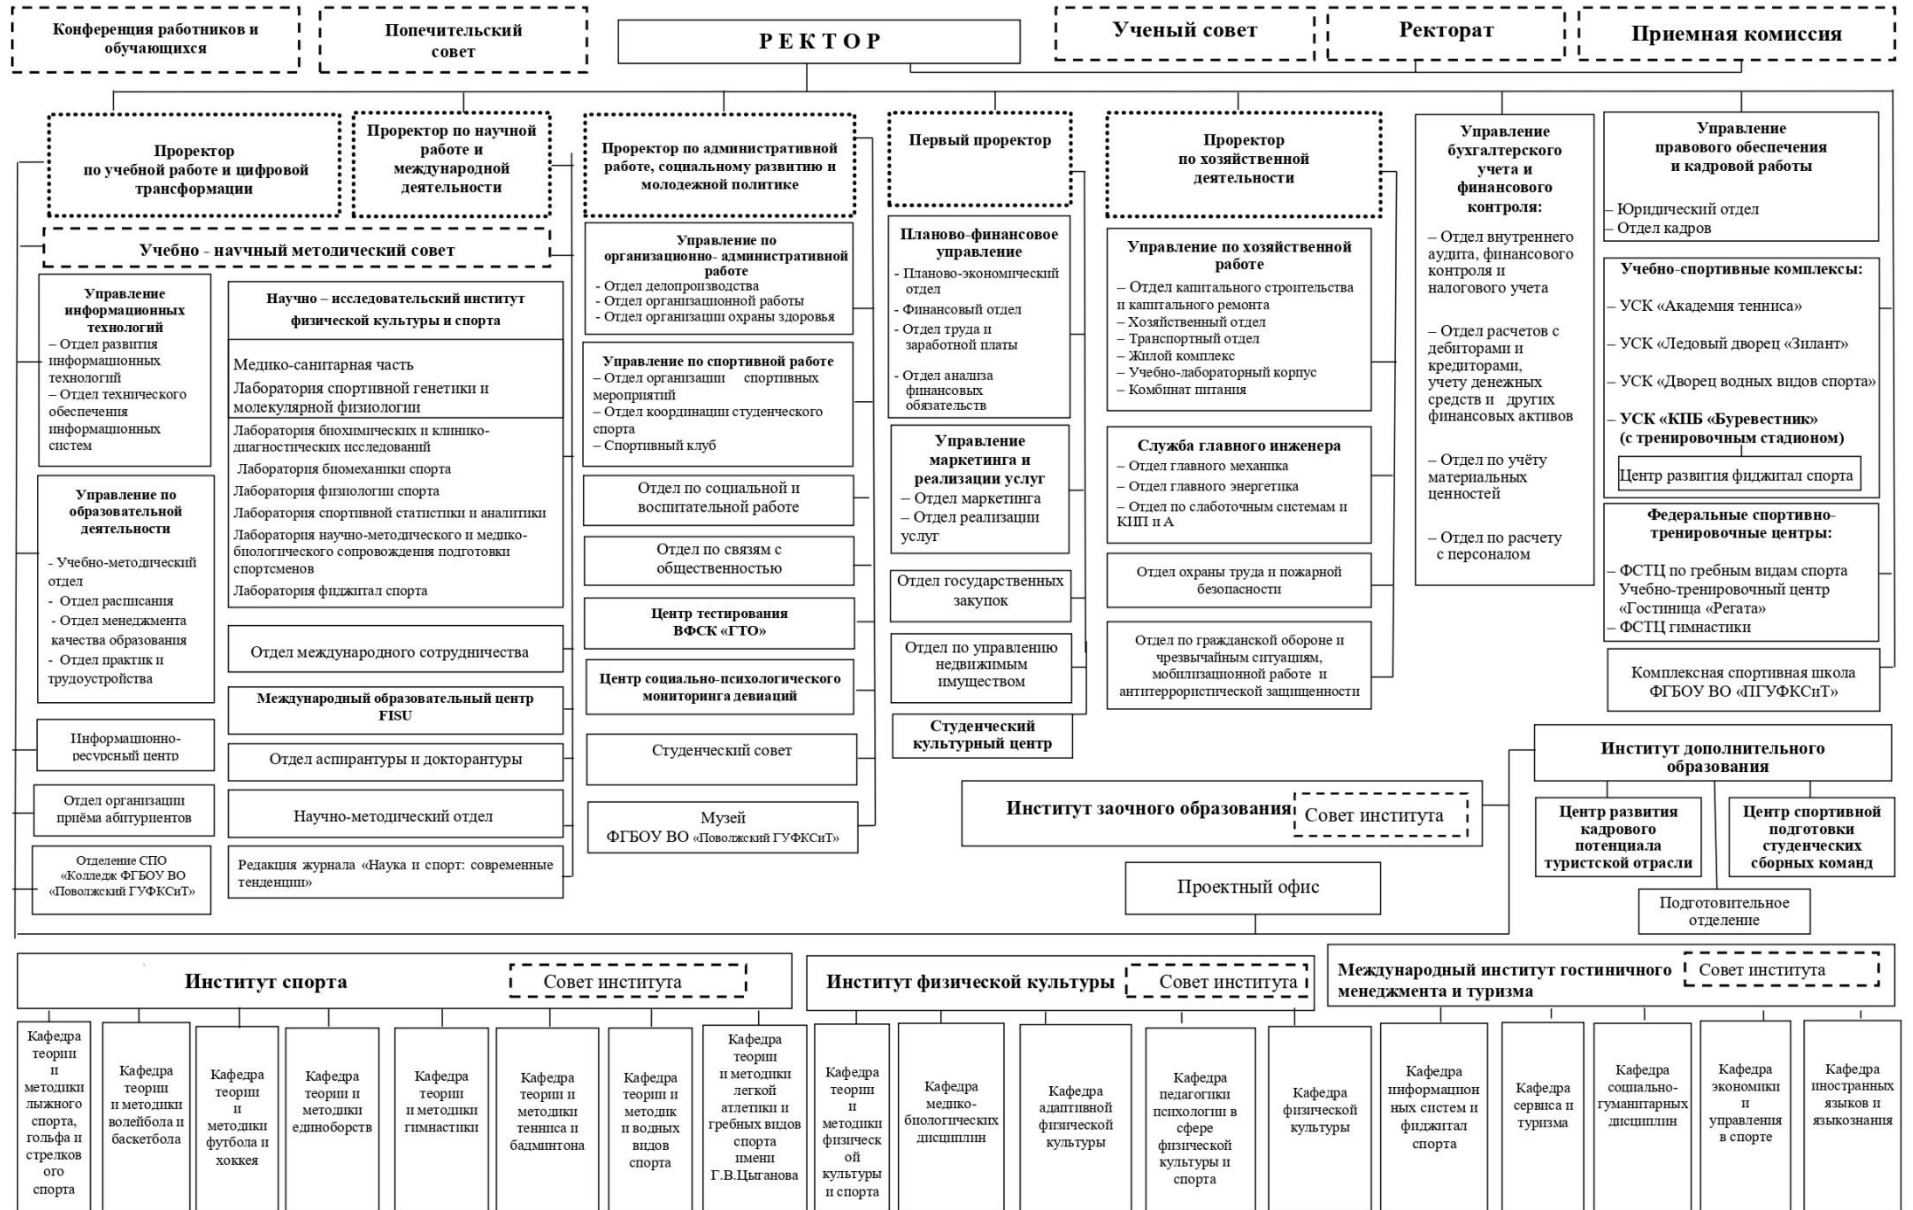 Конференция работников и
обучающихся
Попечительский
совет
Р Е К Т О Р
Ученый совет
Ректорат
Приемная комиссия
Проректор
по учебной работе и цифровой
трансформации
Проректор по научной
работе и
международной
деятельности
Проректор по административной
работе, социальному развитию и
молодежной политике
Первый проректор
Проректор
по хозяйственной
деятельности
Управление
бухгалтерского
учета и
финансового
контроля:
– Отдел внутреннего
аудита, финансового
контроля и
налогового учета
– Отдел расчетов с
дебиторами и
кредиторами,
учету денежных
средств и других
финансовых активов
– Отдел по учёту
материальных
ценностей
– Отдел по расчету
с персоналом
Управление
правового обеспечения
и кадровой работы
– Юридический отдел
– Отдел кадров
Учебно - научный методический совет
Управление
информационных
технологий
– Отдел развития
информационных
технологий
– Отдел технического
обеспечения
информационных
систем
Управление по
образовательной
деятельности
- Учебно-методический
отдел
- Отдел расписания
- Отдел менеджмента
качества образования
- Отдел практик и
трудоустройства
Информационно-
ресурсный центр
Отдел организации
приёма абитуриентов
Отделение СПО
«Колледж ФГБОУ ВО
«Поволжский ГУФКСиТ»
Научно – исследовательский институт
физической культуры и спорта
Медико-санитарная часть
Лаборатория спортивной генетики и
молекулярной физиологии
Лаборатория биохимических и клинико-
диагностических исследований
Лаборатория биомеханики спорта
Лаборатория физиологии спорта
Лаборатория спортивной статистики и аналитики
Лаборатория научно-методического и медико-
биологического сопровождения подготовки
спортсменов
Лаборатория фиджитал спорта
Отдел международного сотрудничества
Международный образовательный центр
FISU
Отдел аспирантуры и докторантуры
Научно-методический отдел
Редакция журнала «Наука и спорт: современные
тенденции»
Управление по
организационно- административной
работе
- Отдел делопроизводства
- Отдел организационной работы
- Отдел организации охраны здоровья
Управление по спортивной работе
– Отдел организации спортивных
мероприятий
– Отдел координации студенческого
спорта
– Спортивный клуб
Отдел по социальной и
воспитательной работе
Отдел по связям с
общественностью
Центр тестирования
ВФСК «ГТО»
Центр социально-психологического
мониторинга девиаций
Студенческий совет
Музей
ФГБОУ ВО «Поволжский ГУФКСиТ»
Планово-финансовое
управление
- Планово-экономический
отдел
- Финансовый отдел
- Отдел труда и
заработной платы
- Отдел анализа
финансовых
обязательств
Управление
маркетинга и
реализации услуг
– Отдел маркетинга
– Отдел реализации
услуг
Отдел государственных
закупок
Отдел по управлению
недвижимым
имуществом
Студенческий
культурный центр
Управление по хозяйственной
работе
– Отдел капитального строительства
и капитального ремонта
– Хозяйственный отдел
– Транспортный отдел
– Жилой комплекс
– Учебно-лабораторный корпус
– Комбинат питания
Служба главного инженера
– Отдел главного механика
– Отдел главного энергетика
– Отдел по слаботочным системам и
КИП и А
Отдел охраны труда и пожарной
безопасности
Отдел по гражданской обороне и
чрезвычайным ситуациям,
мобилизационной работе и
антитеррористической защищенности
Учебно-спортивные комплексы:
– УСК «Академия тенниса»
– УСК «Ледовый дворец «Зилант»
– УСК «Дворец водных видов спорта»
– УСК «КПБ «Буревестник»
(с тренировочным стадионом)
Центр развития фиджитал спорта
Федеральные спортивно-
тренировочные центры:
– ФСТЦ по гребным видам спорта
Учебно-тренировочный центр
«Гостиница «Регата»
– ФСТЦ гимнастики
Комплексная спортивная школа
ФГБОУ ВО «ПГУФКСиТ»
Институт дополнительного
образования
Центр развития
кадрового
потенциала
туристской отрасли
Центр спортивной
подготовки
студенческих
сборных команд
Подготовительное
отделение
Институт заочного образования
Совет института
Проектный офис
Институт спорта
Совет института
Институт физической культуры
Совет института
Международный институт гостиничного
менеджмента и туризма
Совет института
Кафедра
теории
и
методики
лыжного
спорта,
гольфа и
стрелков
ого
спорта
Кафедра
теории
и методики
волейбола и
баскетбола
Кафедра
теории
и
методики
футбола и
хоккея
Кафедра
теории и
методики
единоборств
Кафедра
теории
и методики
гимнастики
Кафедра
теории и
методики
тенниса и
бадминтона
Кафедра
теории и
методик
и водных
видов
спорта
Кафедра
теории
и методики
легкой
атлетики и
гребных видов
спорта
имени
Г.В.Цыганова
Кафедра
теории
и
методики
физическ
ой
культуры
и спорта
Кафедра
медико-
биологических
дисциплин
Кафедра
адаптивной
физической
культуры
Кафедра
педагогики
психологии в
сфере
физической
культуры и
спорта
Кафедра
физической
культуры
Кафедра
информацион
ных систем и
фиджитал
спорта
Кафедра
сервиса и
туризма
Кафедра
социально-
гуманитарных
дисциплин
Кафедра
экономики
и
управления
в спорте
Кафедра
иностранных
языков и
языкознания